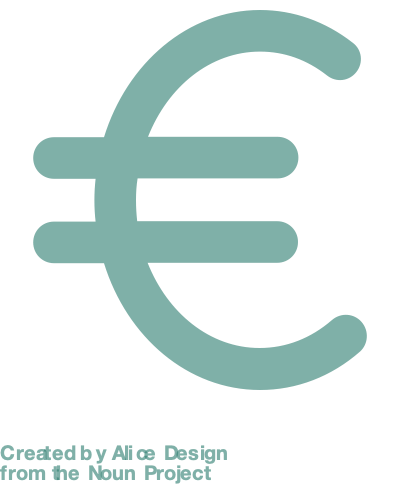 Created by Alice Design
from the Noun Project